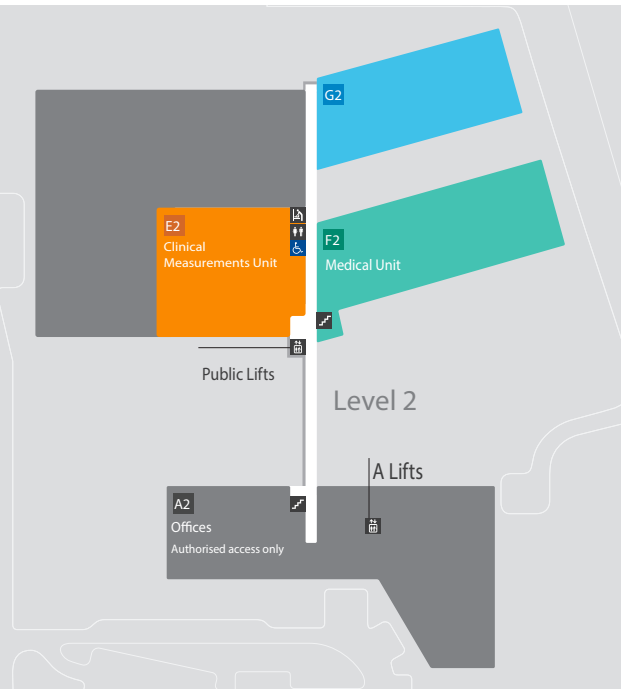 G2
E2
Clinical
Measurements Unit
F2
Medical Unit
Public Lifts
Level 2
A Lifts
A2
Offices
Authorised access only